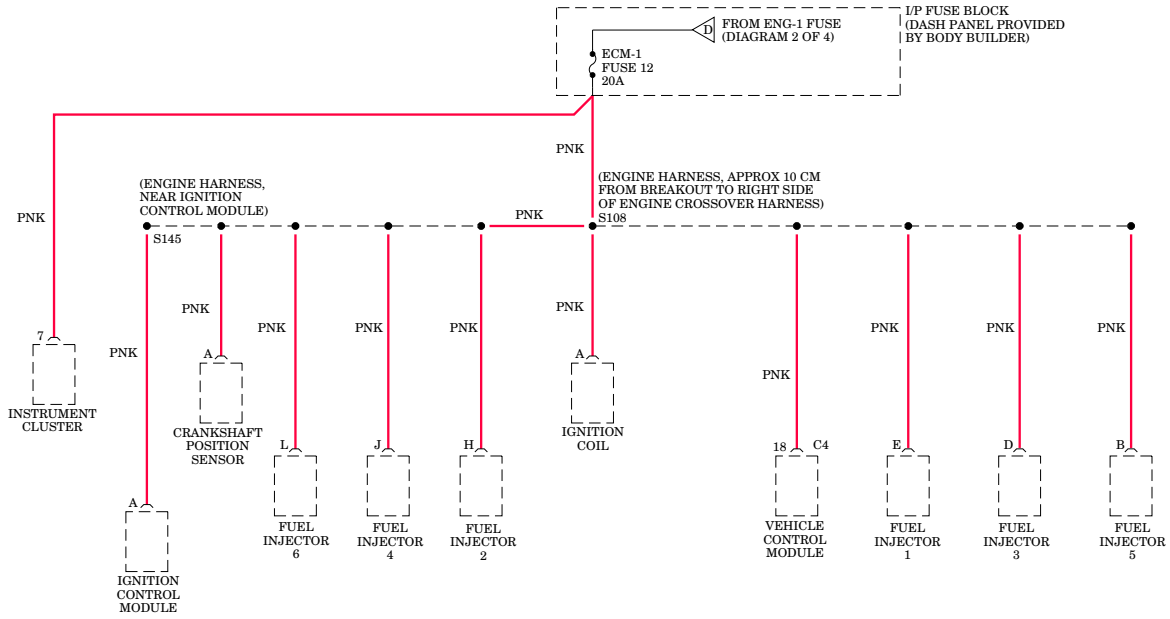 I/P FUSE BLOCK
(DASH PANEL PROVIDED
BY BODY BUILDER)
D
FROM ENG-1 FUSE
(DIAGRAM 2 OF 4)
ECM-1
FUSE 12
20A
PNK
(ENGINE HARNESS,
NEAR IGNITION
CONTROL MODULE)
(ENGINE HARNESS, APPROX 10 CM
FROM BREAKOUT TO RIGHT SIDE
OF ENGINE CROSSOVER HARNESS)
PNK
PNK
S108
S145
PNK
PNK
PNK
PNK
PNK
PNK
PNK
PNK
PNK
PNK
PNK
7
A
A
INSTRUMENT
CLUSTER
CRANKSHAFT
POSITION
SENSOR
IGNITION
COIL
L
J
H
18
C4
E
D
B
A
FUEL
INJECTOR
6
FUEL
INJECTOR
4
FUEL
INJECTOR
2
VEHICLE
CONTROL
MODULE
FUEL
INJECTOR
1
FUEL
INJECTOR
3
FUEL
INJECTOR
5
IGNITION
CONTROL
MODULE